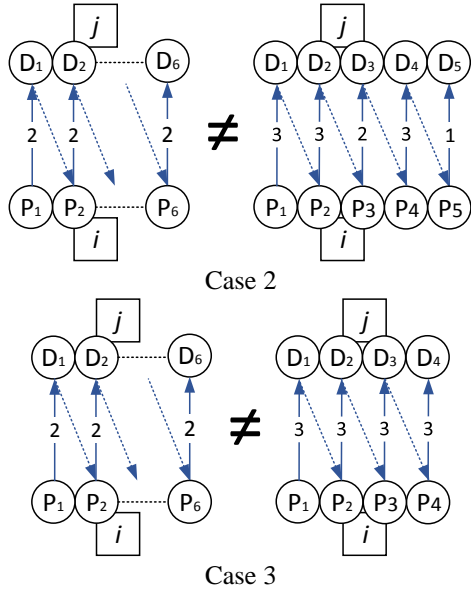 j j
D₁ D₂ D₆ D₁ D₂ D₃ D₄ D₅
2 2 2 ≠ 3 3 2 3 1
P₁ P₂ P₆ P₁ P₂ P₃ P₄ P₅
i i
Case 2
j j
D₁ D₂ D₆ D₁ D₂ D₃ D₄
2 2 2 ≠ 3 3 3 3
P₁ P₂ P₆ P₁ P₂ P₃ P₄
i i
Case 3